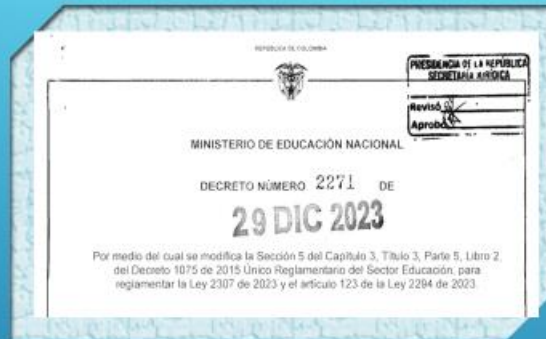 REPÚBLICA DE COLOMBIA
PRESIDENCIA DE LA REPÚBLICA
SECRETARÍA JURÍDICA
Revisó
Aprobó
MINISTERIO DE EDUCACIÓN NACIONAL
DECRETO NÚMERO 2271 DE
29 DIC 2023
Por medio del cual se modifica la Sección 5 del Capítulo 3, Título 3, Parte 5, Libro 2,
del Decreto 1075 de 2015 Único Reglamentario del Sector Educación, para
reglamentar la Ley 2307 de 2023 y el artículo 123 de la Ley 2294 de 2023.